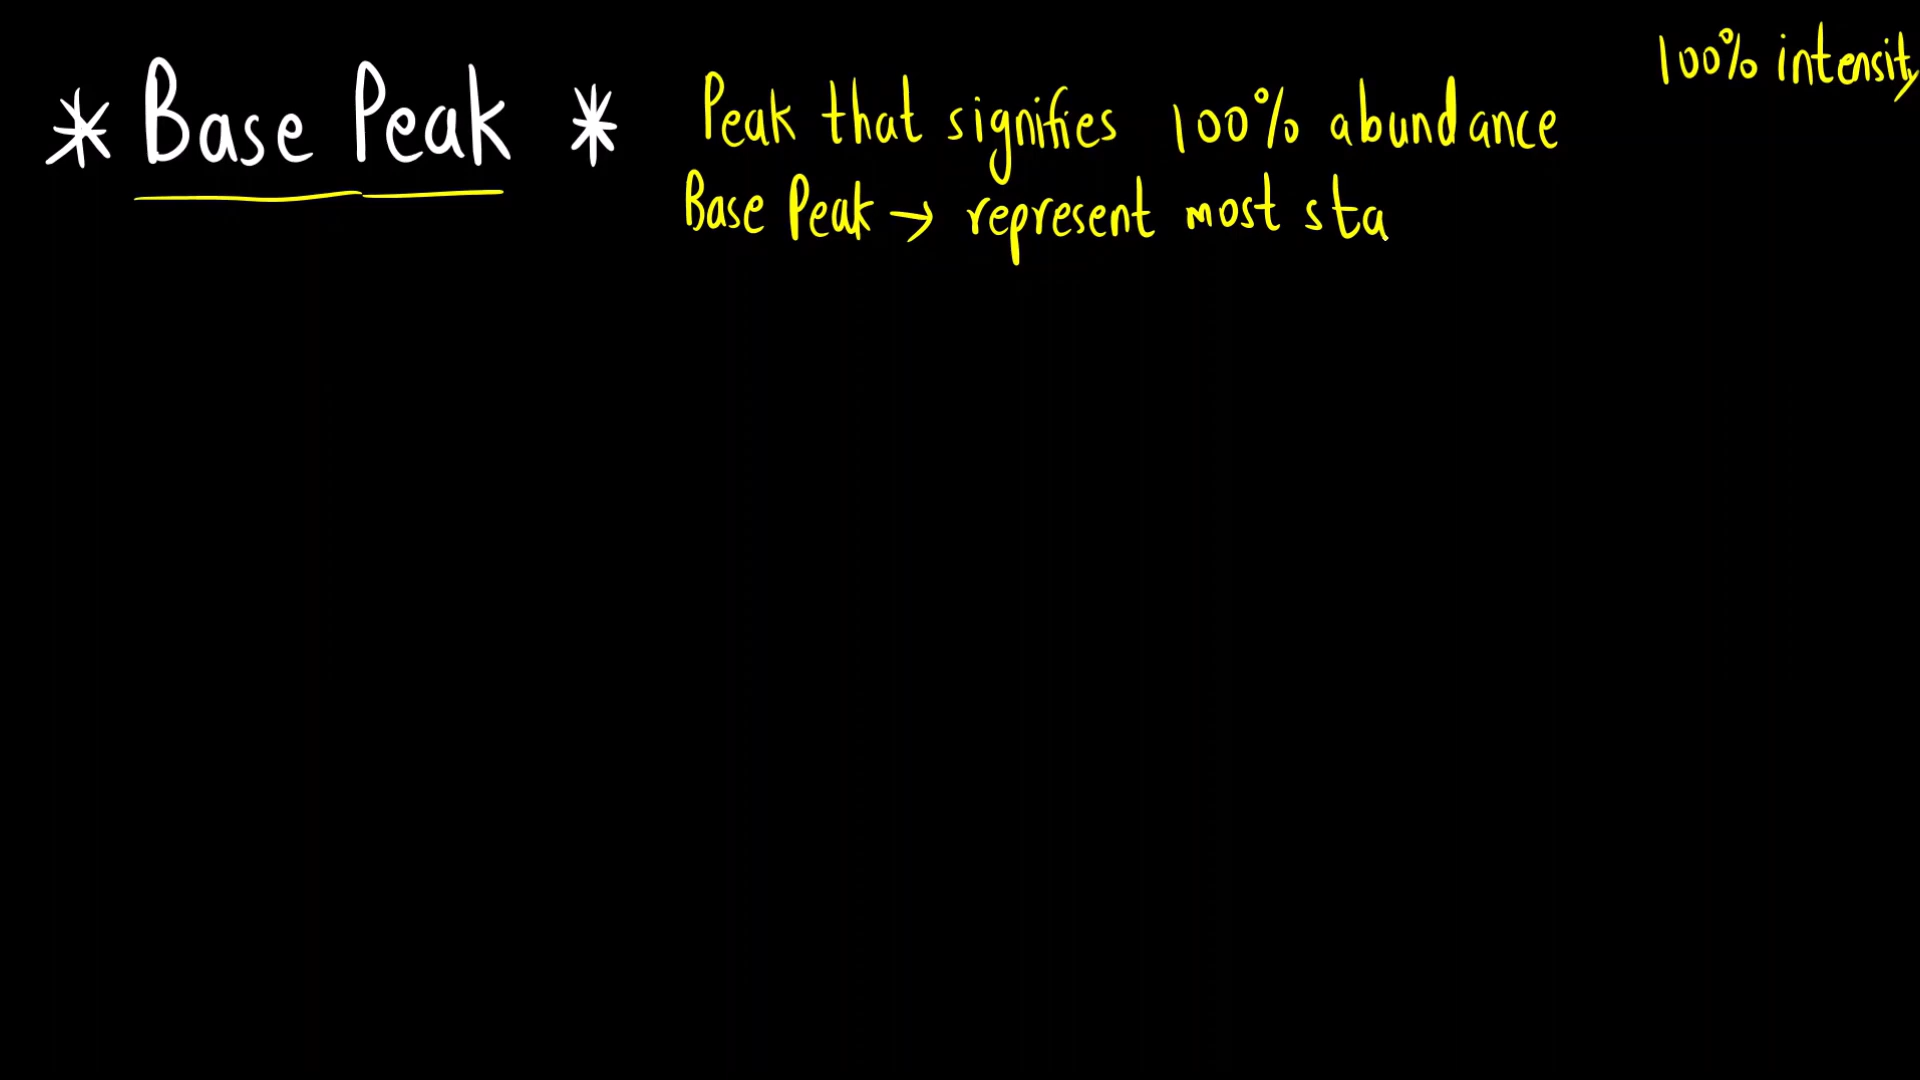 100% intensity
* Base Peak * Peak that signifies 100% abundance
Base Peak → represent most sta